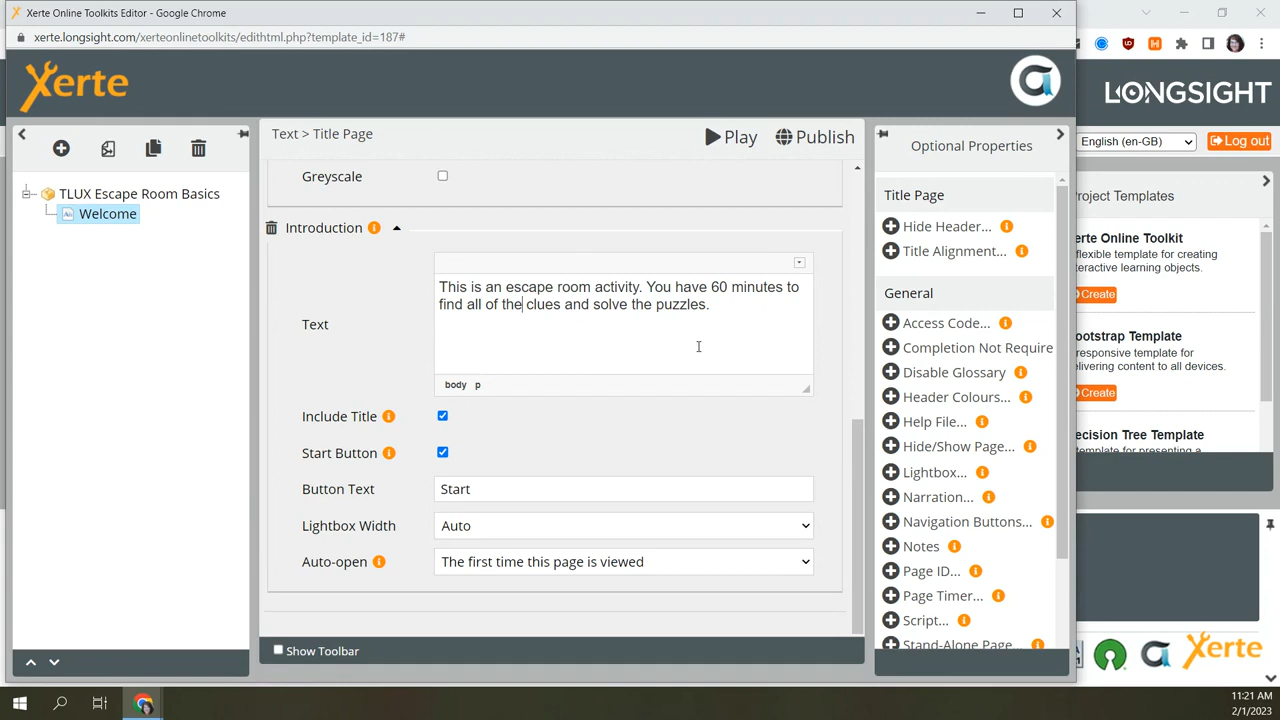 Xerte Online Toolkits Editor - Google Chrome
xerte.longsight.com/xerteonlinetoolkits/edithtml.php?template_id=187#
Xerte
LONGSIGHT
English (en-GB)
Log out
Text > Title Page
Play
Publish
Optional Properties
TLUX Escape Room Basics
Welcome
Greyscale
Introduction
Text
This is an escape room activity. You have 60 minutes to
find all of the clues and solve the puzzles.
body p
Include Title
Start Button
Button Text
Start
Lightbox Width
Auto
Auto-open
The first time this page is viewed
Show Toolbar
Title Page
Hide Header...
Title Alignment...
General
Access Code...
Completion Not Require
Disable Glossary
Header Colours...
Help File...
Hide/Show Page...
Lightbox...
Narration...
Navigation Buttons...
Notes
Page ID...
Page Timer...
Script...
Stand-Alone Page
roject Templates
erte Online Toolkit
flexible template for creating
teractive learning objects.
Create
ootstrap Template
responsive template for
elivering content to all devices.
Create
ecision Tree Template
Xerte
11:21 AM
2/1/2023